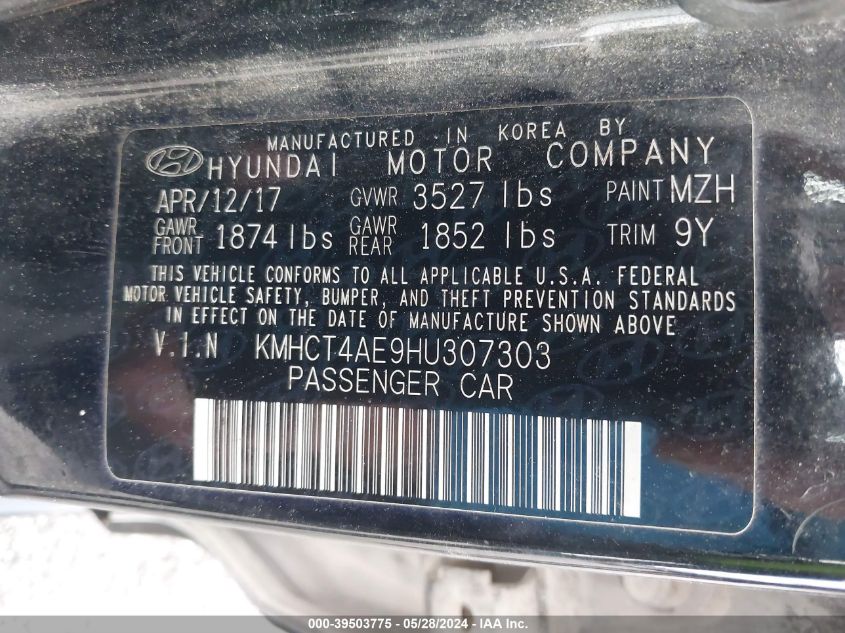 MANUFACTURED IN KOREA BY
HYUNDAI MOTOR COMPANY
APR/12/17 GVWR 3527 lbs PAINT MZH
GAWR FRONT 1874 lbs GAWR REAR 1852 lbs TRIM 9Y
THIS VEHICLE CONFORMS TO ALL APPLICABLE U.S.A. FEDERAL
MOTOR VEHICLE SAFETY, BUMPER, AND THEFT PREVENTION STANDARDS
IN EFFECT ON THE DATE OF MANUFACTURE SHOWN ABOVE
V.I.N KMHCT4AE9HU307303
PASSENGER CAR
000-39503775 - 05/28/2024 - IAA Inc.